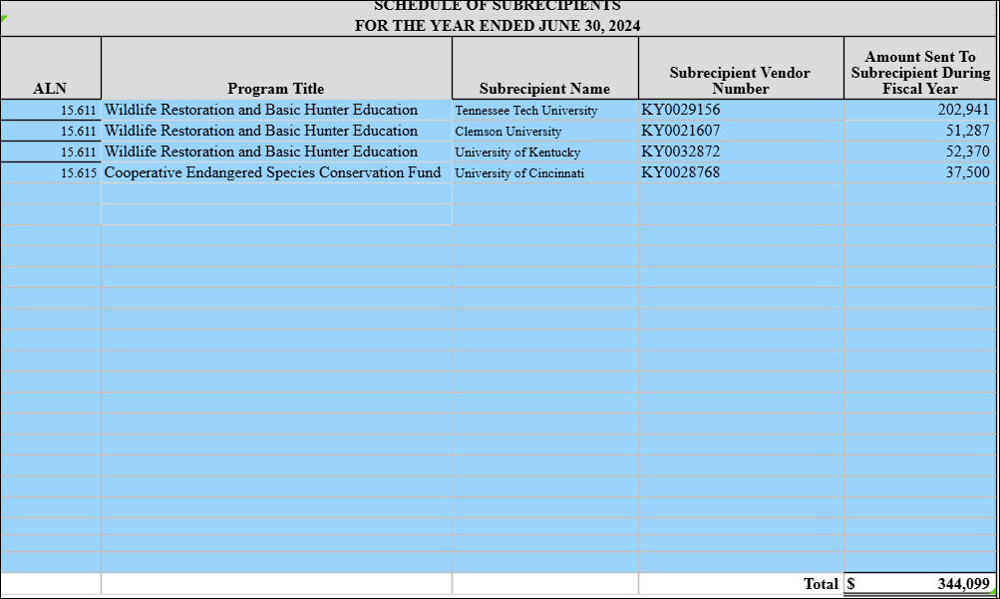 SCHEDULE OF SUBRECIPIENTS
FOR THE YEAR ENDED JUNE 30, 2024
ALN Program Title Subrecipient Name Subrecipient Vendor Number Amount Sent To Subrecipient During Fiscal Year
15.611 Wildlife Restoration and Basic Hunter Education Tennessee Tech University KY0029156 202,941
15.611 Wildlife Restoration and Basic Hunter Education Clemson University KY0021607 51,287
15.611 Wildlife Restoration and Basic Hunter Education University of Kentucky KY0032872 52,370
15.615 Cooperative Endangered Species Conservation Fund University of Cincinnati KY0028768 37,500
Total $ 344,099